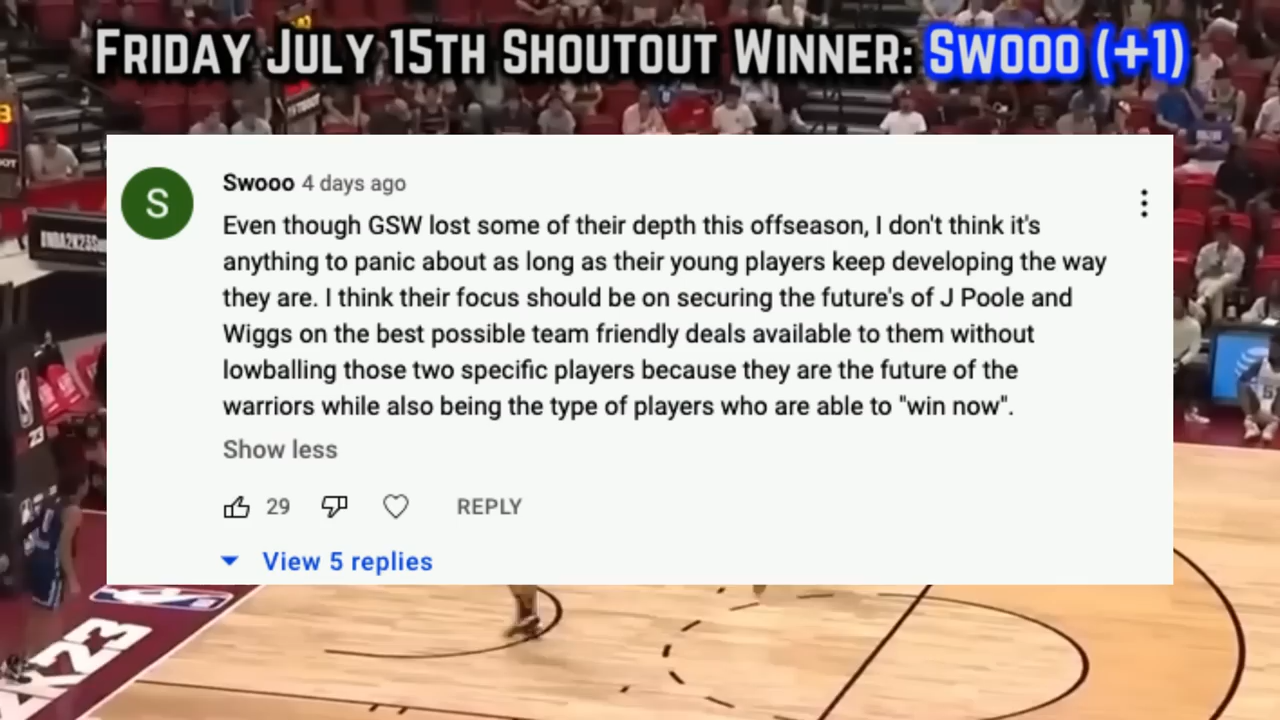 FRIDAY JULY 15TH SHOUTOUT WINNER: SWOOO (+1)
S
Swooo 4 days ago
Even though GSW lost some of their depth this offseason, I don't think it's
anything to panic about as long as their young players keep developing the way
they are. I think their focus should be on securing the future's of J Poole and
Wiggs on the best possible team friendly deals available to them without
lowballing those two specific players because they are the future of the
warriors while also being the type of players who are able to "win now".
Show less
29
REPLY
View 5 replies
23
2K23